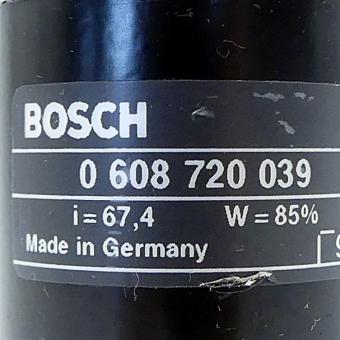 BOSCH
0 608 720 039
i = 67,4 W = 85%
Made in Germany